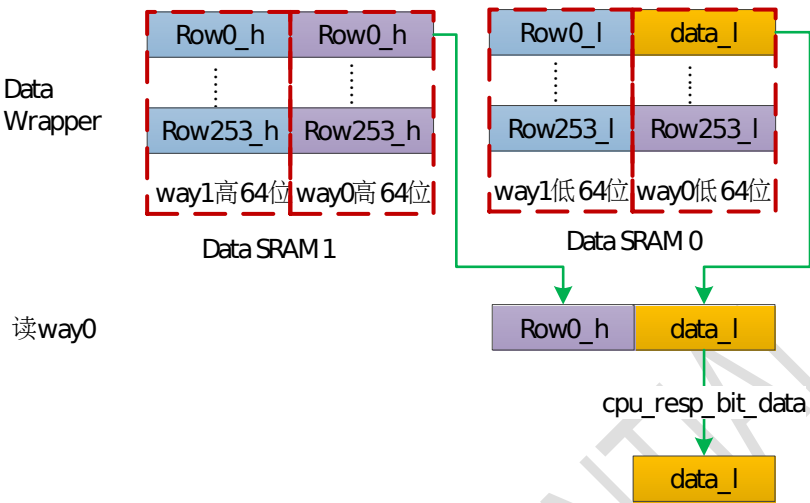 Row0_h Row0_h Row0_l data_l
Data
Wrapper
Row253_h Row253_h Row253_l Row253_l
way1高64位 way0高64位 way1低64位 way0低64位
Data SRAM 1 Data SRAM 0
读way0
Row0_h data_l
cpu_resp_bit_data
data_l